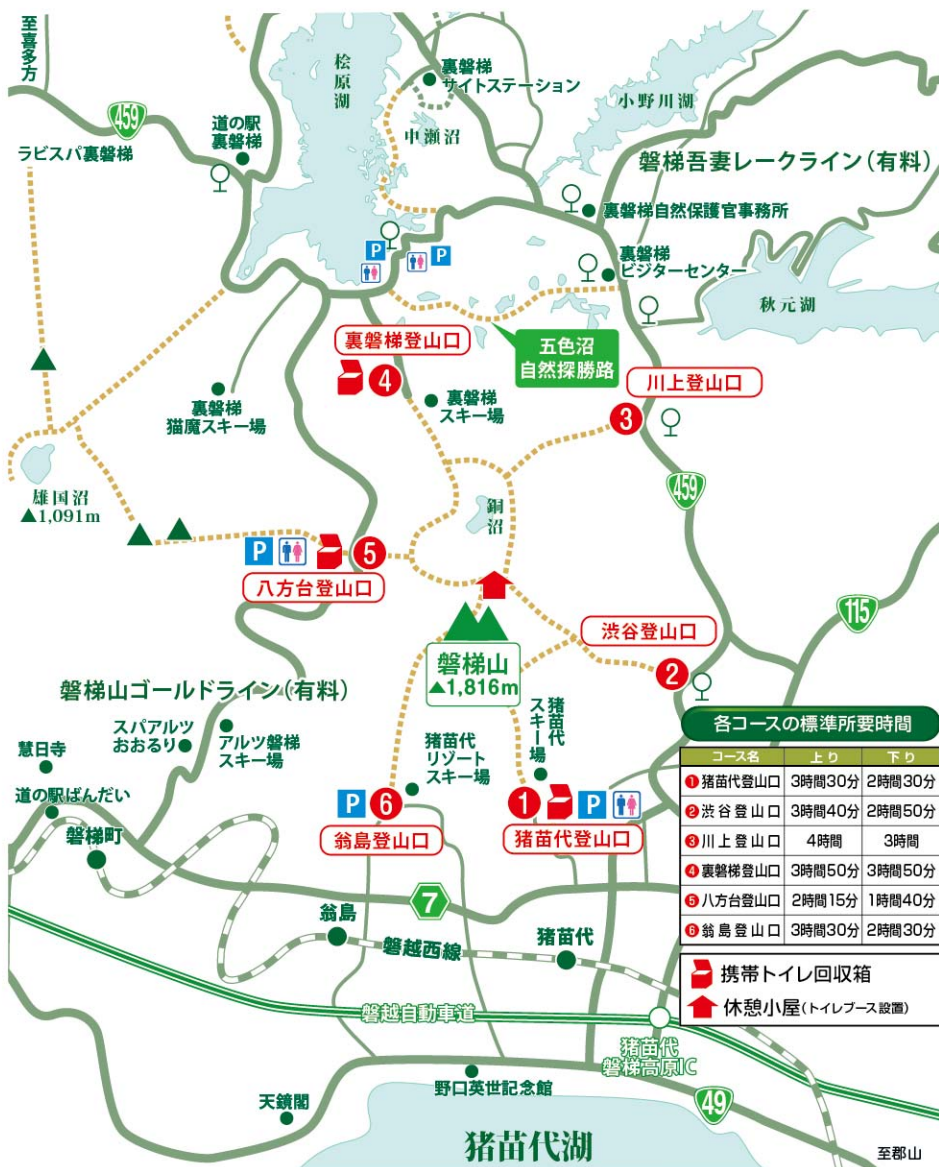 至喜多方
桧原湖
裏磐梯
サイトステーション
小野川湖
459
道の駅
裏磐梯
中瀬沼
ラビスパ裏磐梯
磐梯吾妻レークライン(有料)
裏磐梯自然保護官事務所
P
P
裏磐梯
ビジターセンター
秋元湖
裏磐梯登山口
4
五色沼
自然探勝路
川上登山口
3
裏磐梯
猫魔スキー場
裏磐梯
スキー場
雄国沼
▲1,091m
銅沼
459
P
5
八方台登山口
115
渋谷登山口
2
磐梯山
▲1,816m
磐梯山ゴールドライン(有料)
スパアルツ
おおるり
アルツ磐梯
スキー場
猪苗代
リゾート
スキー場
猪苗代
スキー場
慧日寺
道の駅ばんだい
磐梯町
P
6
翁島登山口
1
P
猪苗代登山口
各コースの標準所要時間
コース名 上り 下り
1 猪苗代登山口 3時間30分 2時間30分
2 渋谷登山口 3時間40分 2時間50分
3 川上登山口 4時間 3時間
4 裏磐梯登山口 3時間50分 3時間50分
5 八方台登山口 2時間15分 1時間40分
6 翁島登山口 3時間30分 2時間30分
携帯トイレ回収箱
休憩小屋(トイレブース設置)
7
翁島
磐越西線
猪苗代
磐越自動車道
猪苗代
磐梯高原IC
天鏡閣
野口英世記念館
49
猪苗代湖
至郡山